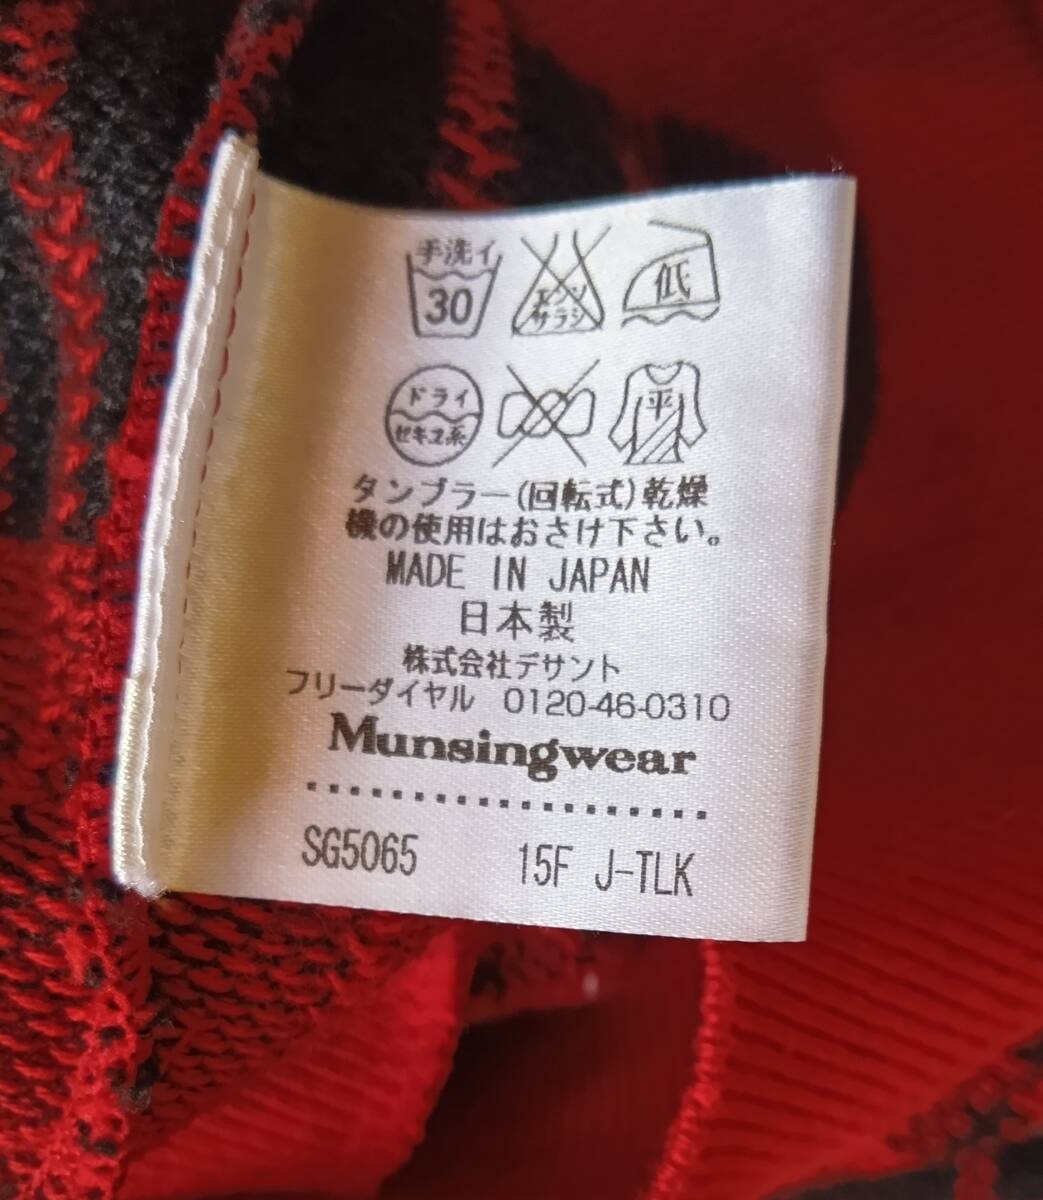 手洗イ
30
エンソ
サラシ
低
ドライ
セキユ系
平
タンブラー(回転式)乾燥
機の使用はおさけ下さい。
MADE IN JAPAN
日本製
株式会社デサント
フリーダイヤル 0120-46-0310
Munsingwear
SG5065 15F J-TLK